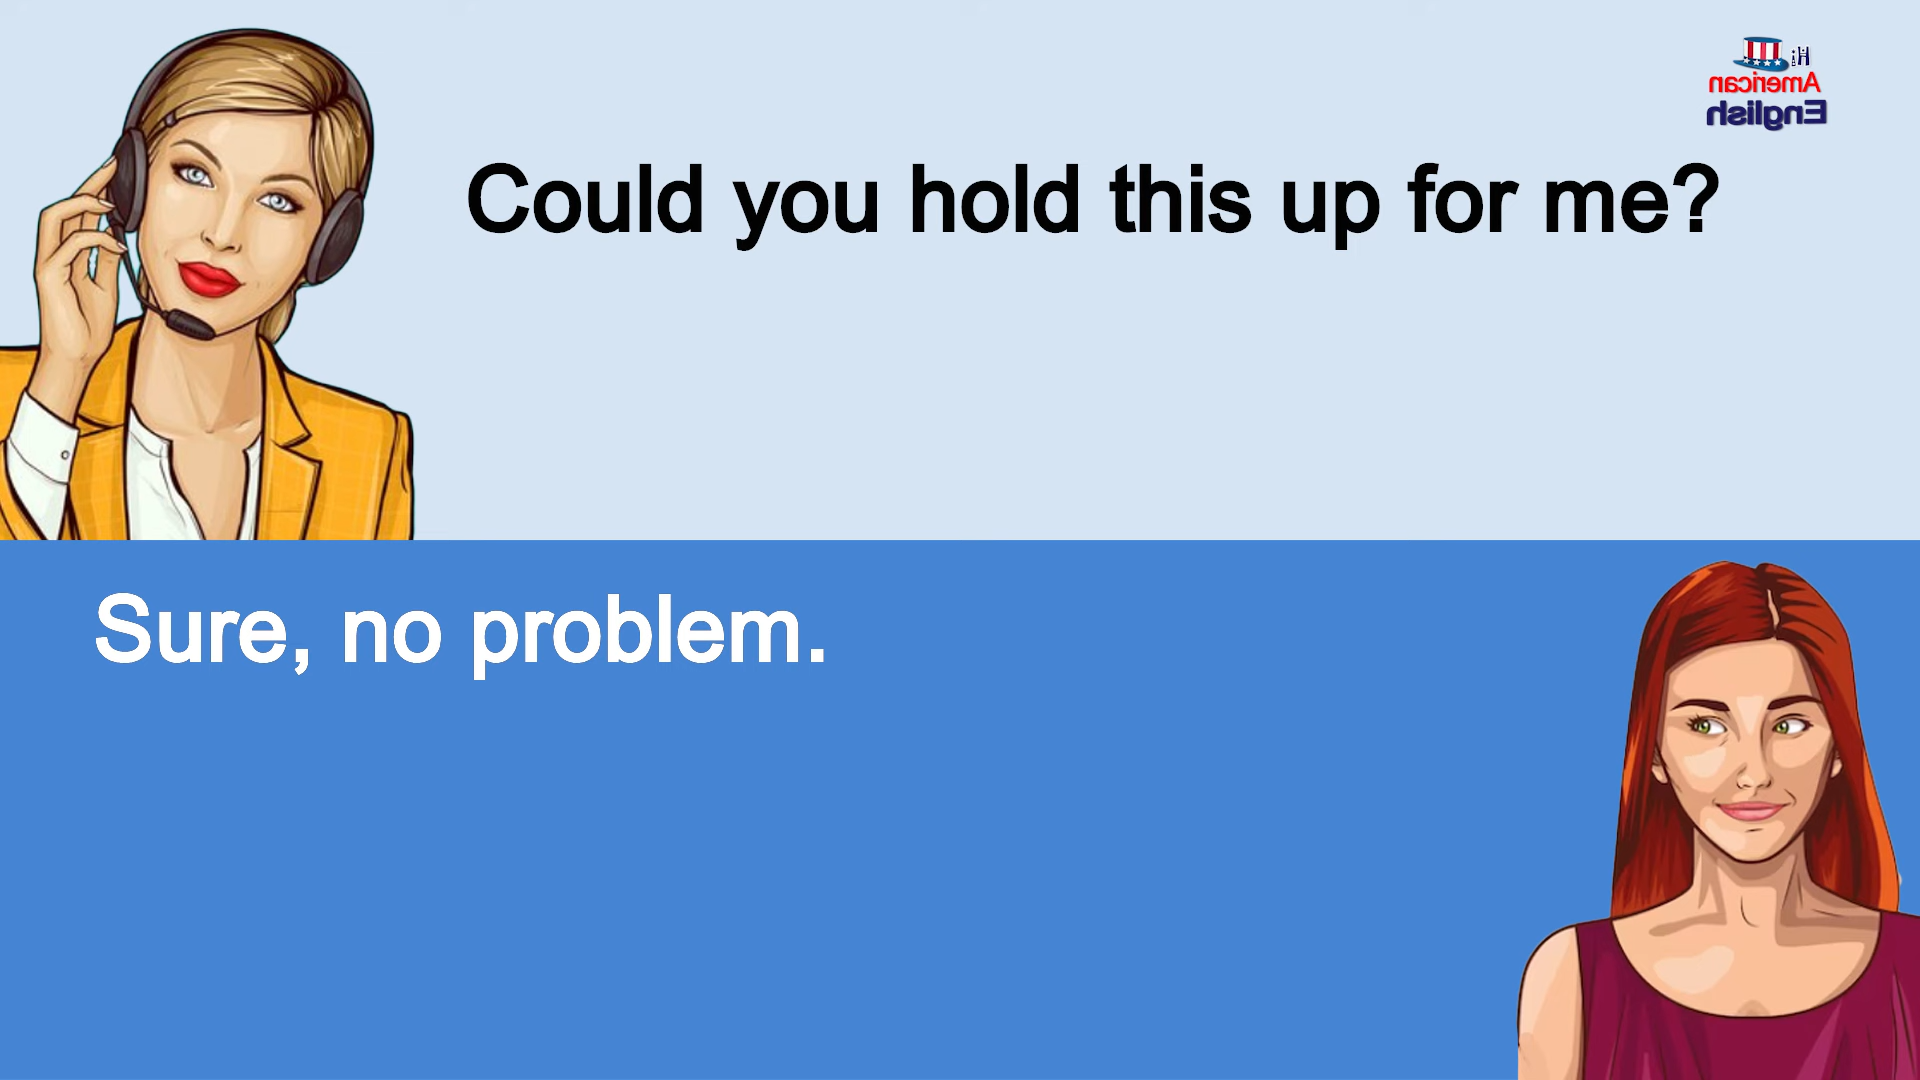 Hi
American
English
Could you hold this up for me?
Sure, no problem.